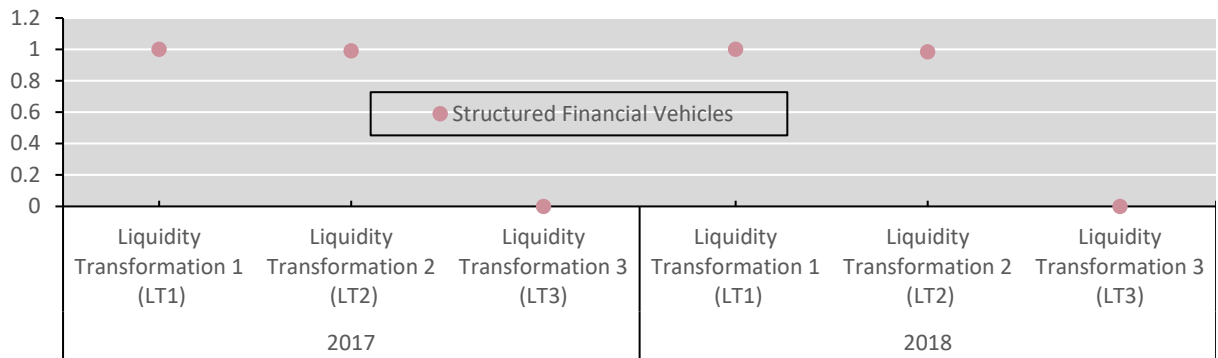 1.2
1
0.8
0.6
0.4
0.2
0
Structured Financial Vehicles
Liquidity
Transformation 1
(LT1)
Liquidity
Transformation 2
(LT2)
Liquidity
Transformation 3
(LT3)
Liquidity
Transformation 1
(LT1)
Liquidity
Transformation 2
(LT2)
Liquidity
Transformation 3
(LT3)
2017
2018